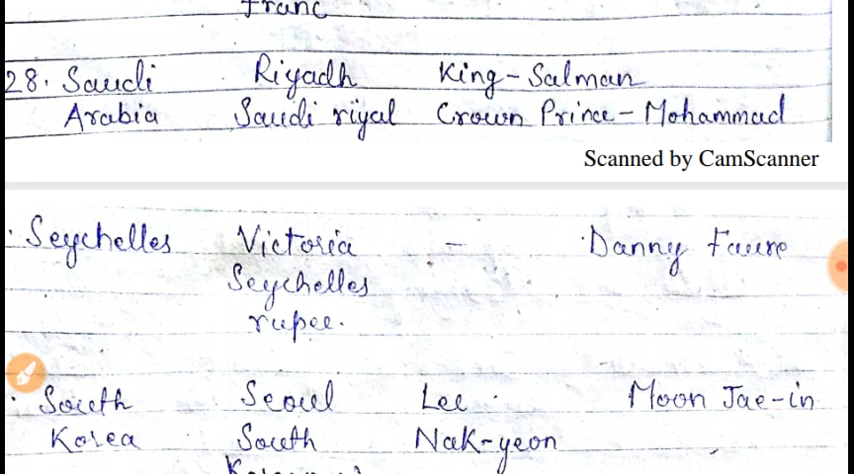 Franc
28. Saudi Riyadh King - Salman
Arabia Saudi riyal Crown Prince - Mohammad
Scanned by CamScanner
Seychelles Victoria - Danny Faure
Seychelles
rupee.
South Seoul Lee Moon Jae-in
Korea South Nak-yeon